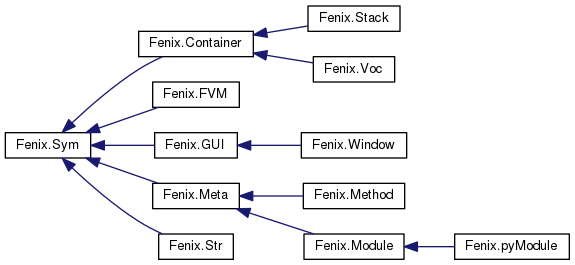 Fenix.Stack
Fenix.Container
Fenix.Voc
Fenix.FVM
Fenix.Sym
Fenix.GUI
Fenix.Window
Fenix.Meta
Fenix.Method
Fenix.Str
Fenix.Module
Fenix.pyModule